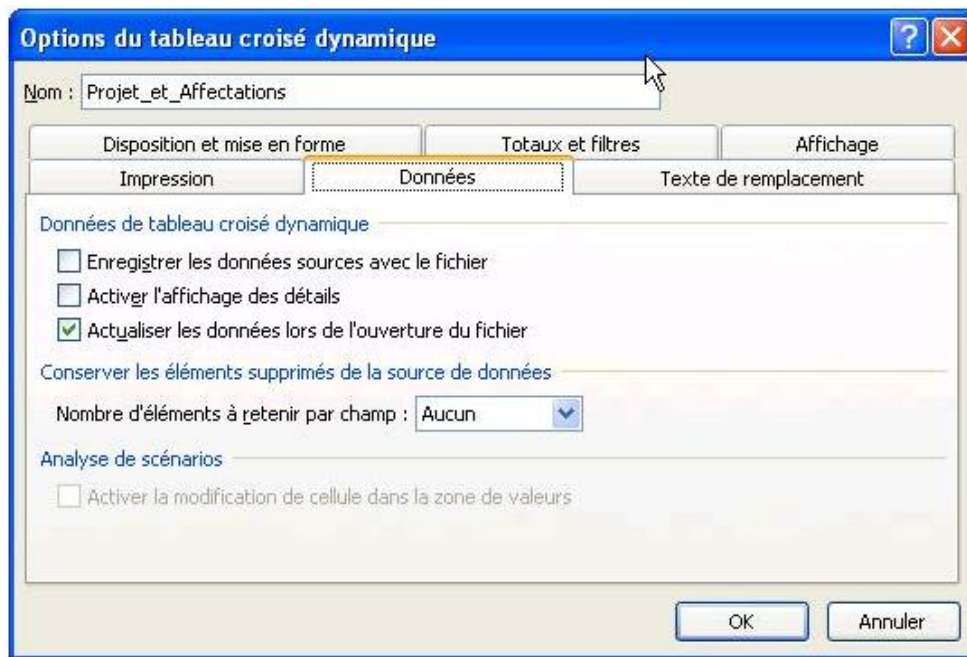 Options du tableau croisé dynamique
Nom : Projet_et_Affectations
Disposition et mise en forme Totaux et filtres Affichage
Impression Données Texte de remplacement
Données de tableau croisé dynamique
Enregistrer les données sources avec le fichier
Activer l'affichage des détails
Actualiser les données lors de l'ouverture du fichier
Conserver les éléments supprimés de la source de données
Nombre d'éléments à retenir par champ : Aucun
Analyse de scénarios
Activer la modification de cellule dans la zone de valeurs
OK Annuler